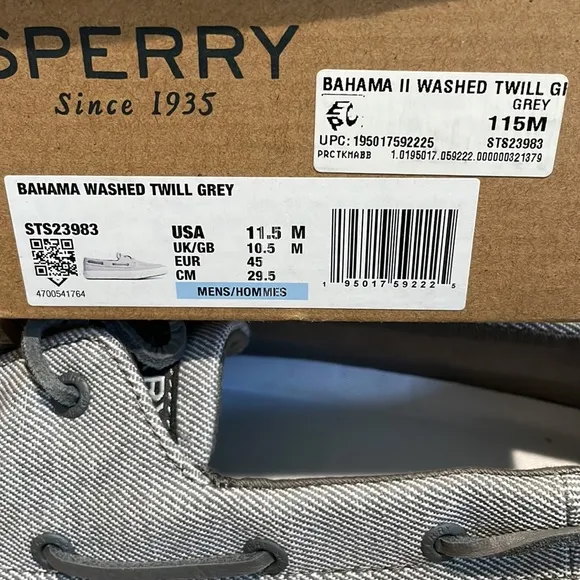 SPERRY
Since 1935
BAHAMA II WASHED TWILL GR
GREY
115M
UPC: 195017592225 STS23983
PRCTKMABB 1.0195017.059222.000000321379
BAHAMA WASHED TWILL GREY
STS23983
USA 11.5 M
UK/GB 10.5 M
EUR 45
CM 29.5
MENS/HOMMES
4700541764
1 95017 59222 5